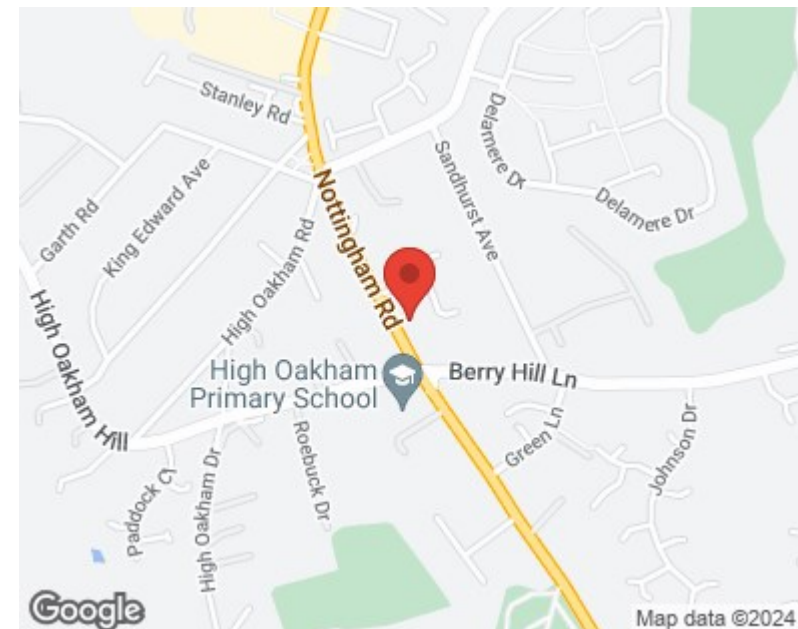 Stanley Rd
Delamere Dr
Sandhurst Ave
Delamere Dr
Garth Rd
King Edward Ave
Nottingham Rd
High Oakham Rd
High Oakham Hill
High Oakham
Primary School
Berry Hill Ln
Green Ln
Johnson Dr
Roebuck Dr
Paddock Cl
High Oakham Dr
Google
Map data ©2024